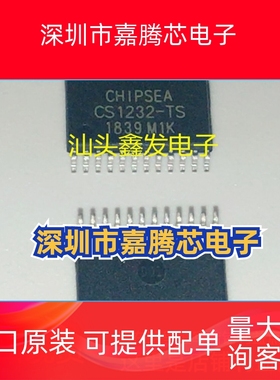 深圳市嘉腾芯电子
CHIPSEA
CS1232-TS
1839M1K
汕头鑫发电子
深圳市嘉腾芯电子
口原装 可提供配单
量大
询客